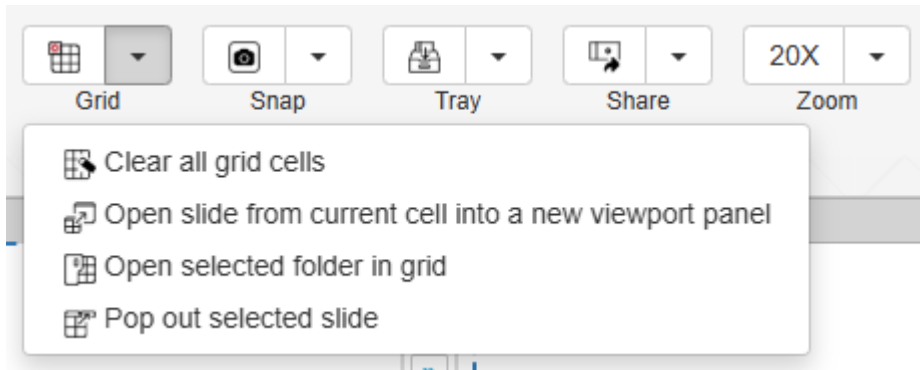 20X
Grid Snap Tray Share Zoom
Clear all grid cells
Open slide from current cell into a new viewport panel
Open selected folder in grid
Pop out selected slide